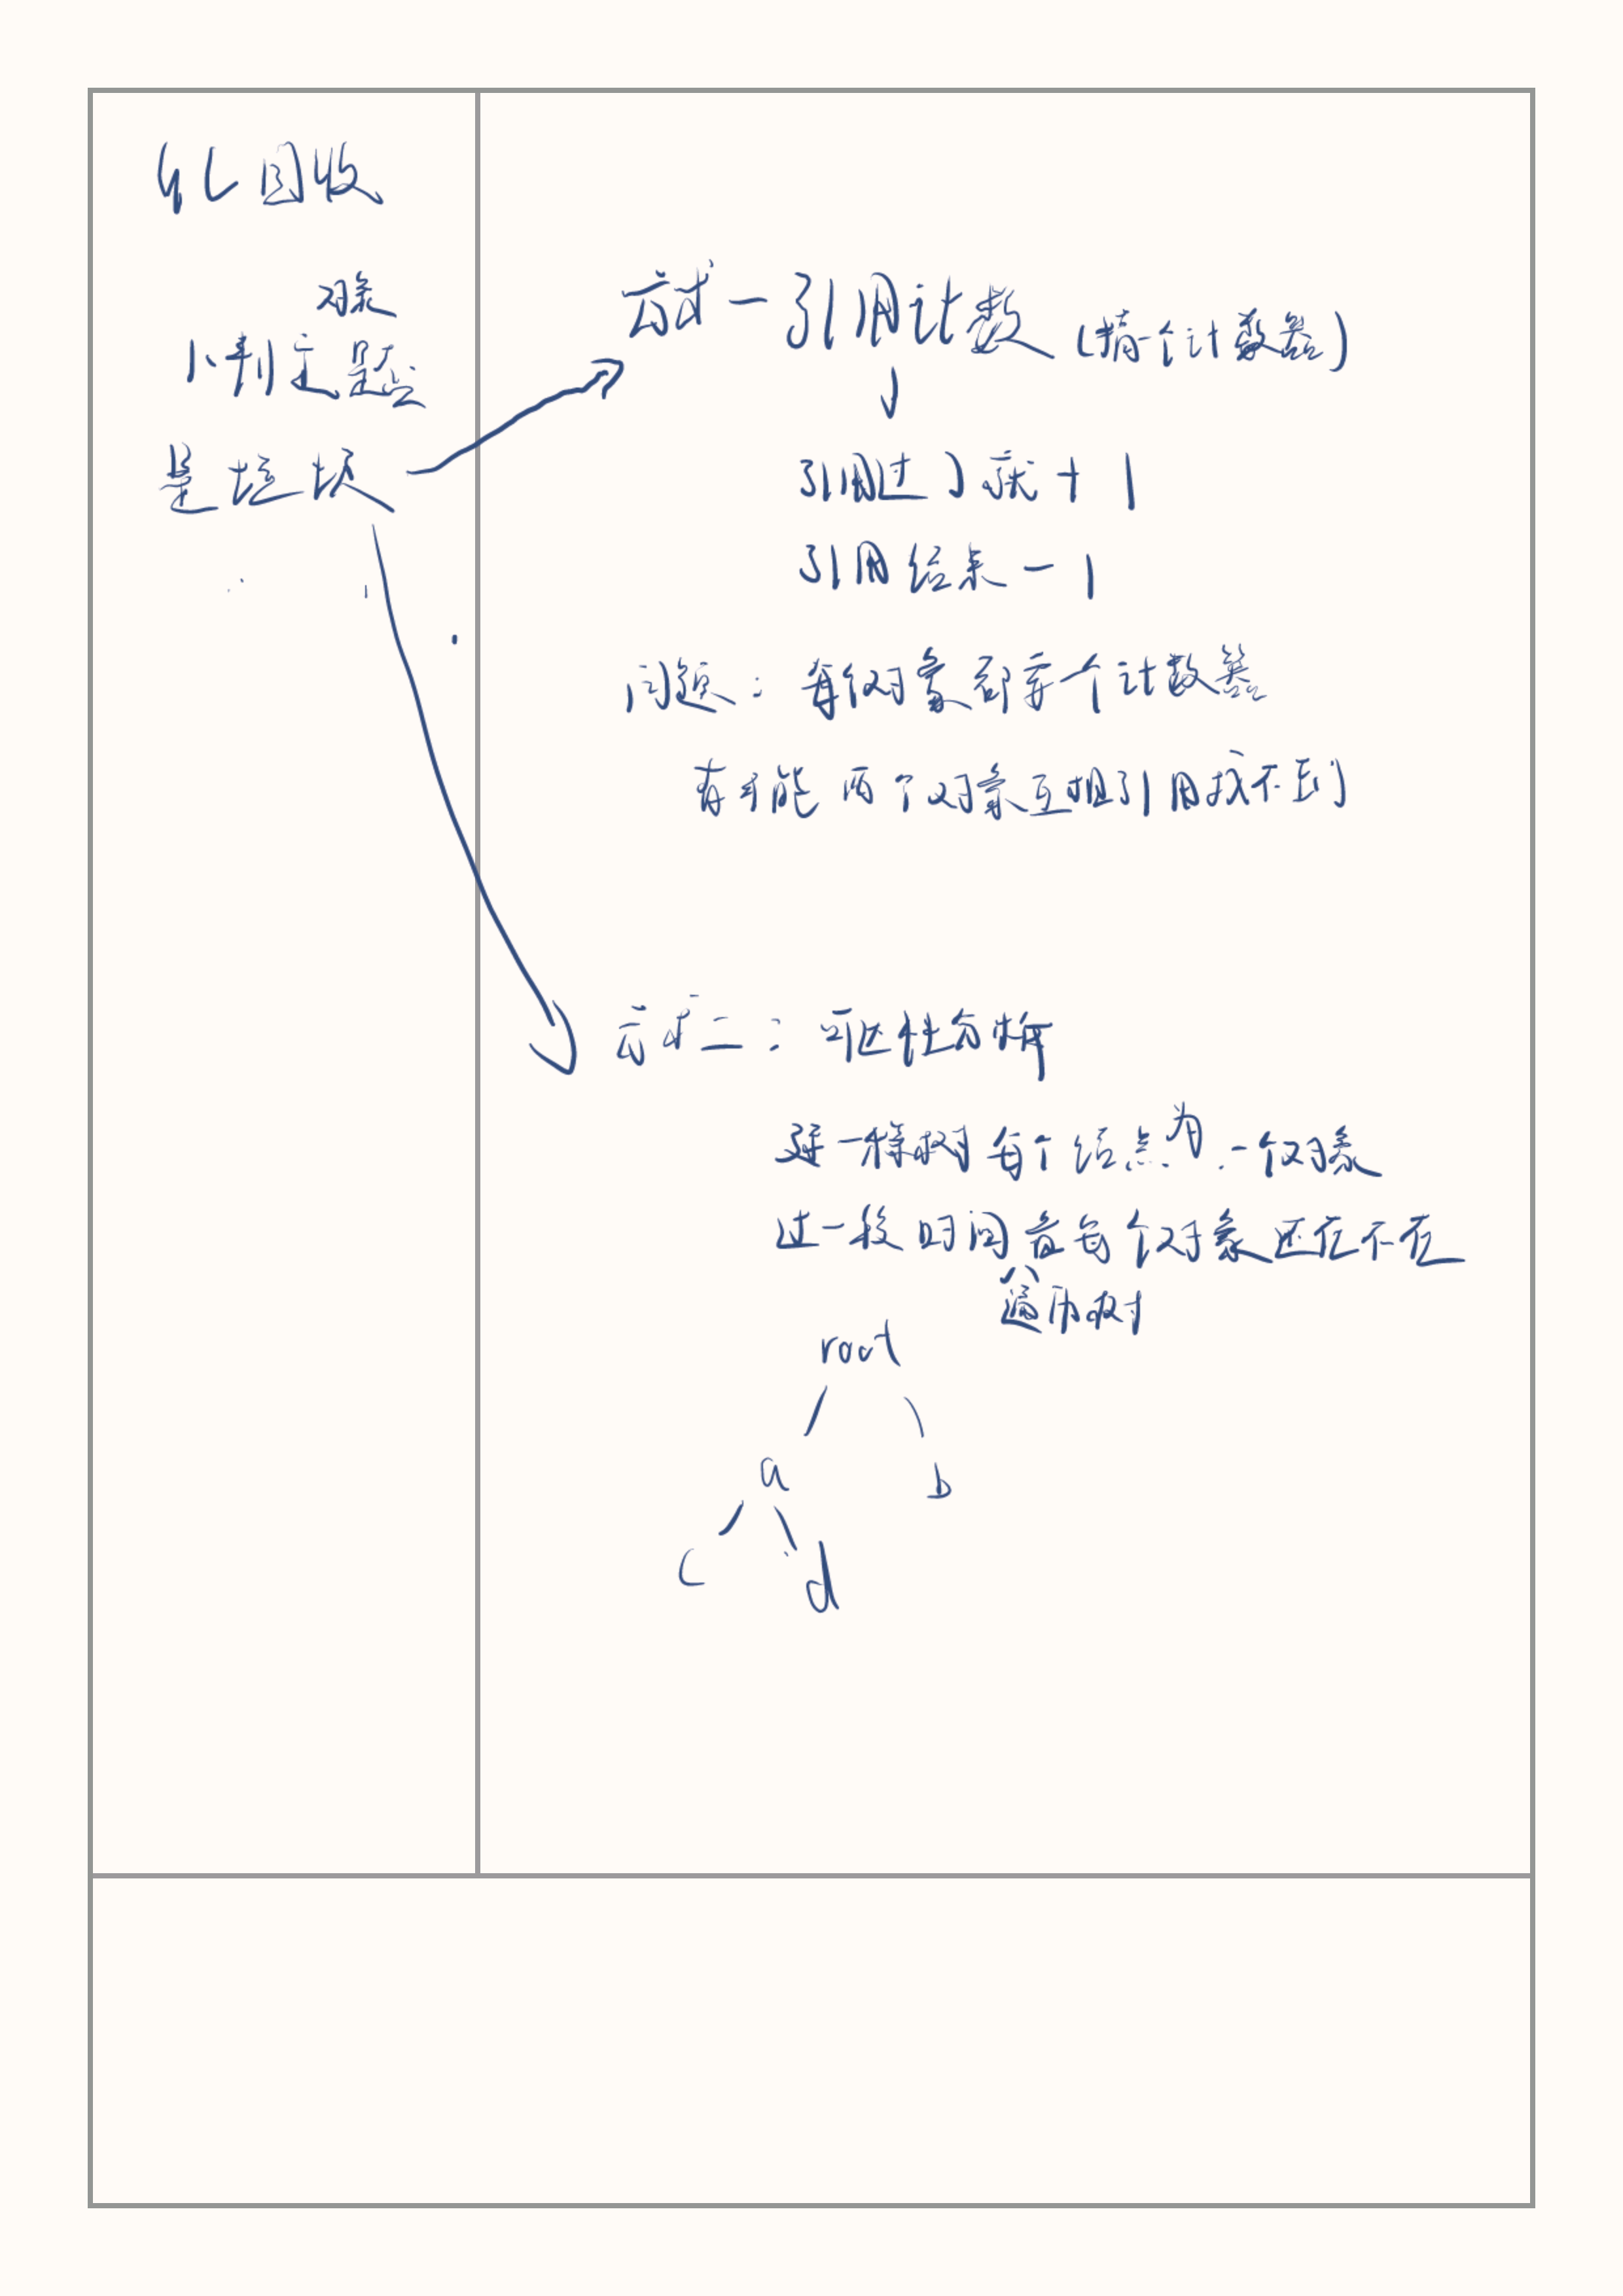 GC 回收
对象
1、判定是否
是垃圾
方式一引用计数（搞一个计数器）
引用过了就＋1
引用结束－1
问题：每个对象都弄个计数器
有可能两个对象互相引用找不到
方式二：可达性分析
建一棵树每个结点为一个对象
过一段时间查每个对象还在不在
遍历树
root
a
b
c
d